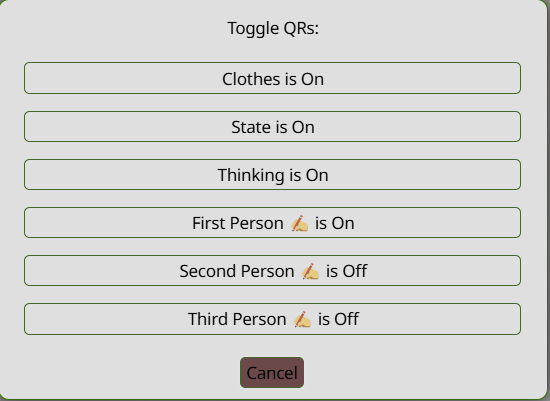 Toggle QRs:
Clothes is On
State is On
Thinking is On
First Person ✍️ is On
Second Person ✍️ is Off
Third Person ✍️ is Off
Cancel